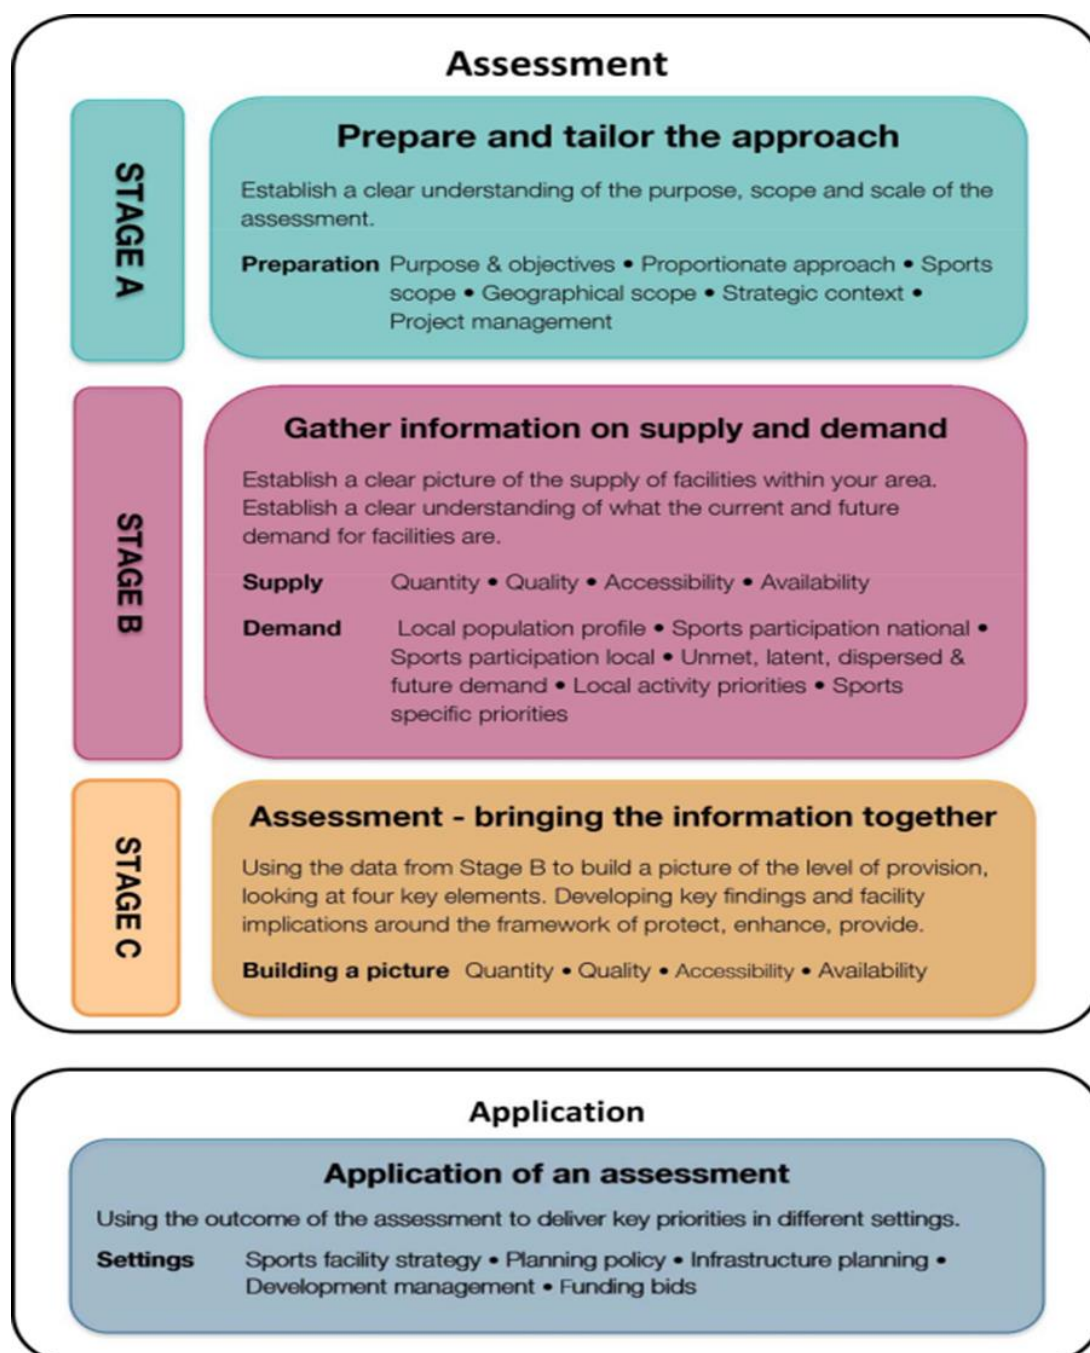 Assessment
STAGE A
Prepare and tailor the approach
Establish a clear understanding of the purpose, scope and scale of the
assessment.
Preparation Purpose & objectives • Proportionate approach • Sports
scope • Geographical scope • Strategic context •
Project management
STAGE B
Gather information on supply and demand
Establish a clear picture of the supply of facilities within your area.
Establish a clear understanding of what the current and future
demand for facilities are.
Supply Quantity • Quality • Accessibility • Availability
Demand Local population profile • Sports participation national •
Sports participation local • Unmet, latent, dispersed &
future demand • Local activity priorities • Sports
specific priorities
STAGE C
Assessment - bringing the information together
Using the data from Stage B to build a picture of the level of provision,
looking at four key elements. Developing key findings and facility
implications around the framework of protect, enhance, provide.
Building a picture Quantity • Quality • Accessibility • Availability
Application
Application of an assessment
Using the outcome of the assessment to deliver key priorities in different settings.
Settings Sports facility strategy • Planning policy • Infrastructure planning •
Development management • Funding bids